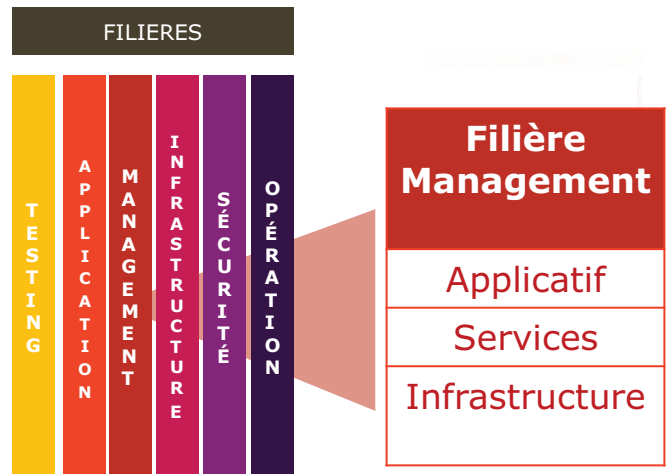 FILIERES
TESTING
APPLICATION
MANAGEMENT
INFRASTRUCTURE
SÉCURITÉ
OPÉRATION
Filière
Management
Applicatif
Services
Infrastructure